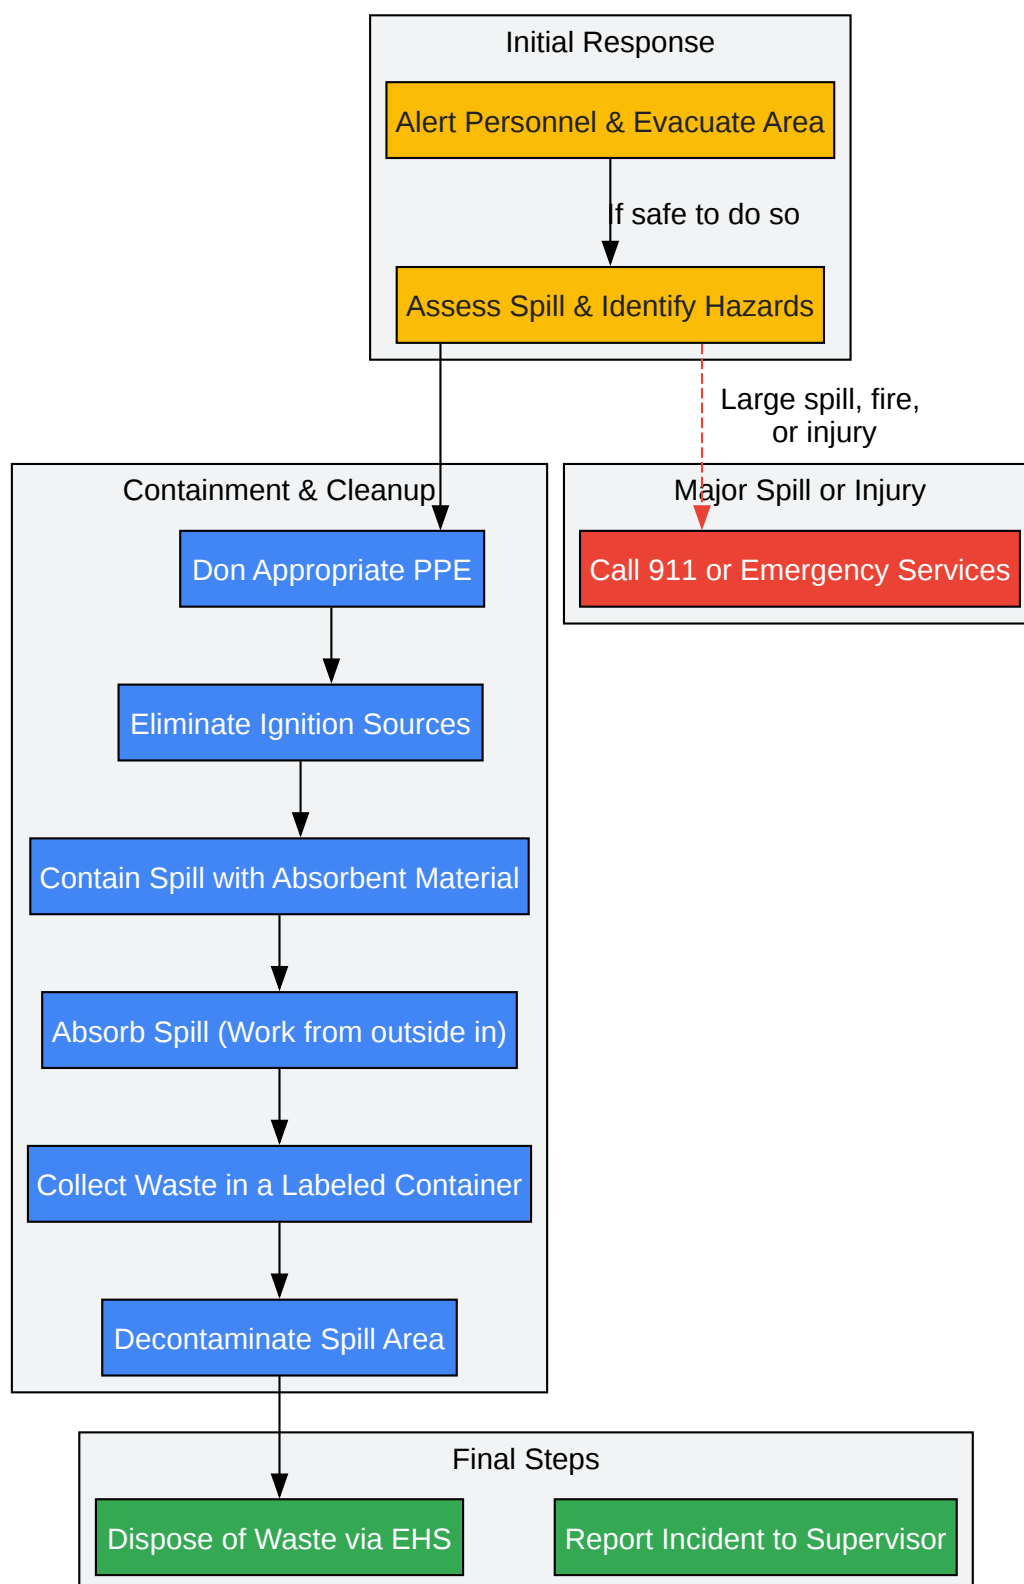 Initial Response
Alert Personnel & Evacuate Area
If safe to do so
Assess Spill & Identify Hazards
Large spill, fire,
or injury
Containment & Cleanup
Major Spill or Injury
Don Appropriate PPE
Call 911 or Emergency Services
Eliminate Ignition Sources
Contain Spill with Absorbent Material
Absorb Spill (Work from outside in)
Collect Waste in a Labeled Container
Decontaminate Spill Area
Final Steps
Dispose of Waste via EHS
Report Incident to Supervisor